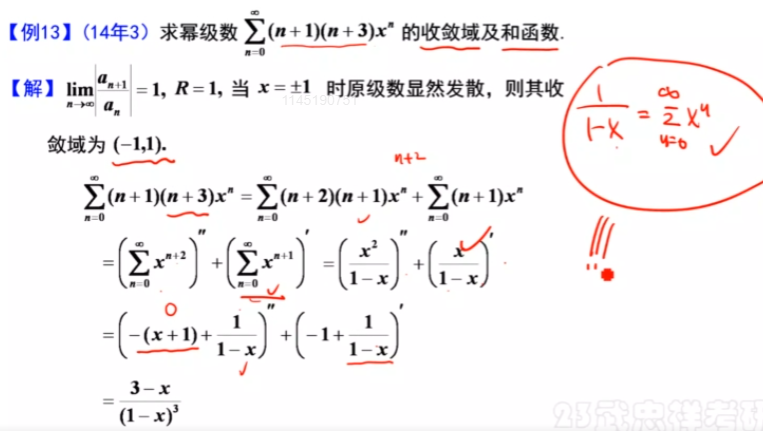 【例13】(14年3) 求幂级数 $\sum_{n=0}^{\infty}(n+1)(n+3)x^n$ 的收敛域及和函数.
【解】 $\lim_{n\to\infty}\left|\frac{a_{n+1}}{a_n}\right|=1$, $R=1$, 当 $x=\pm1$ 时原级数显然发散，则其收
1145190751
$\frac{1}{1-x}=\sum_{n=0}^{\infty}x^n$
敛域为 $(-1,1)$.
n+2
$\sum_{n=0}^{\infty}(n+1)(n+3)x^n=\sum_{n=0}^{\infty}(n+2)(n+1)x^n+\sum_{n=0}^{\infty}(n+1)x^n$
$=\left(\sum_{n=0}^{\infty}x^{n+2}\right)''+\left(\sum_{n=0}^{\infty}x^{n+1}\right)'=\left(\frac{x^2}{1-x}\right)''+\left(\frac{x}{1-x}\right)'$
0
$=\left(-(x+1)+\frac{1}{1-x}\right)''+\left(-1+\frac{1}{1-x}\right)'$
$=\frac{3-x}{(1-x)^3}$
23武忠祥考研